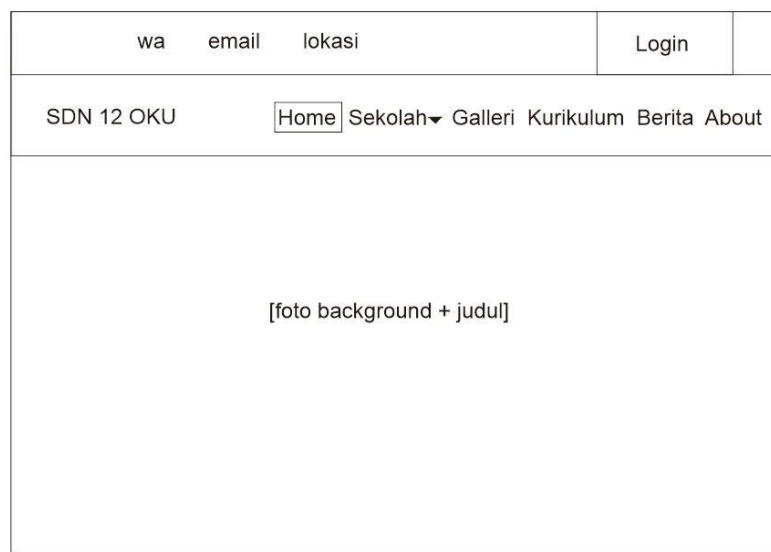 wa email lokasi Login
SDN 12 OKU Home Sekolah Galleri Kurikulum Berita About
[foto background + judul]